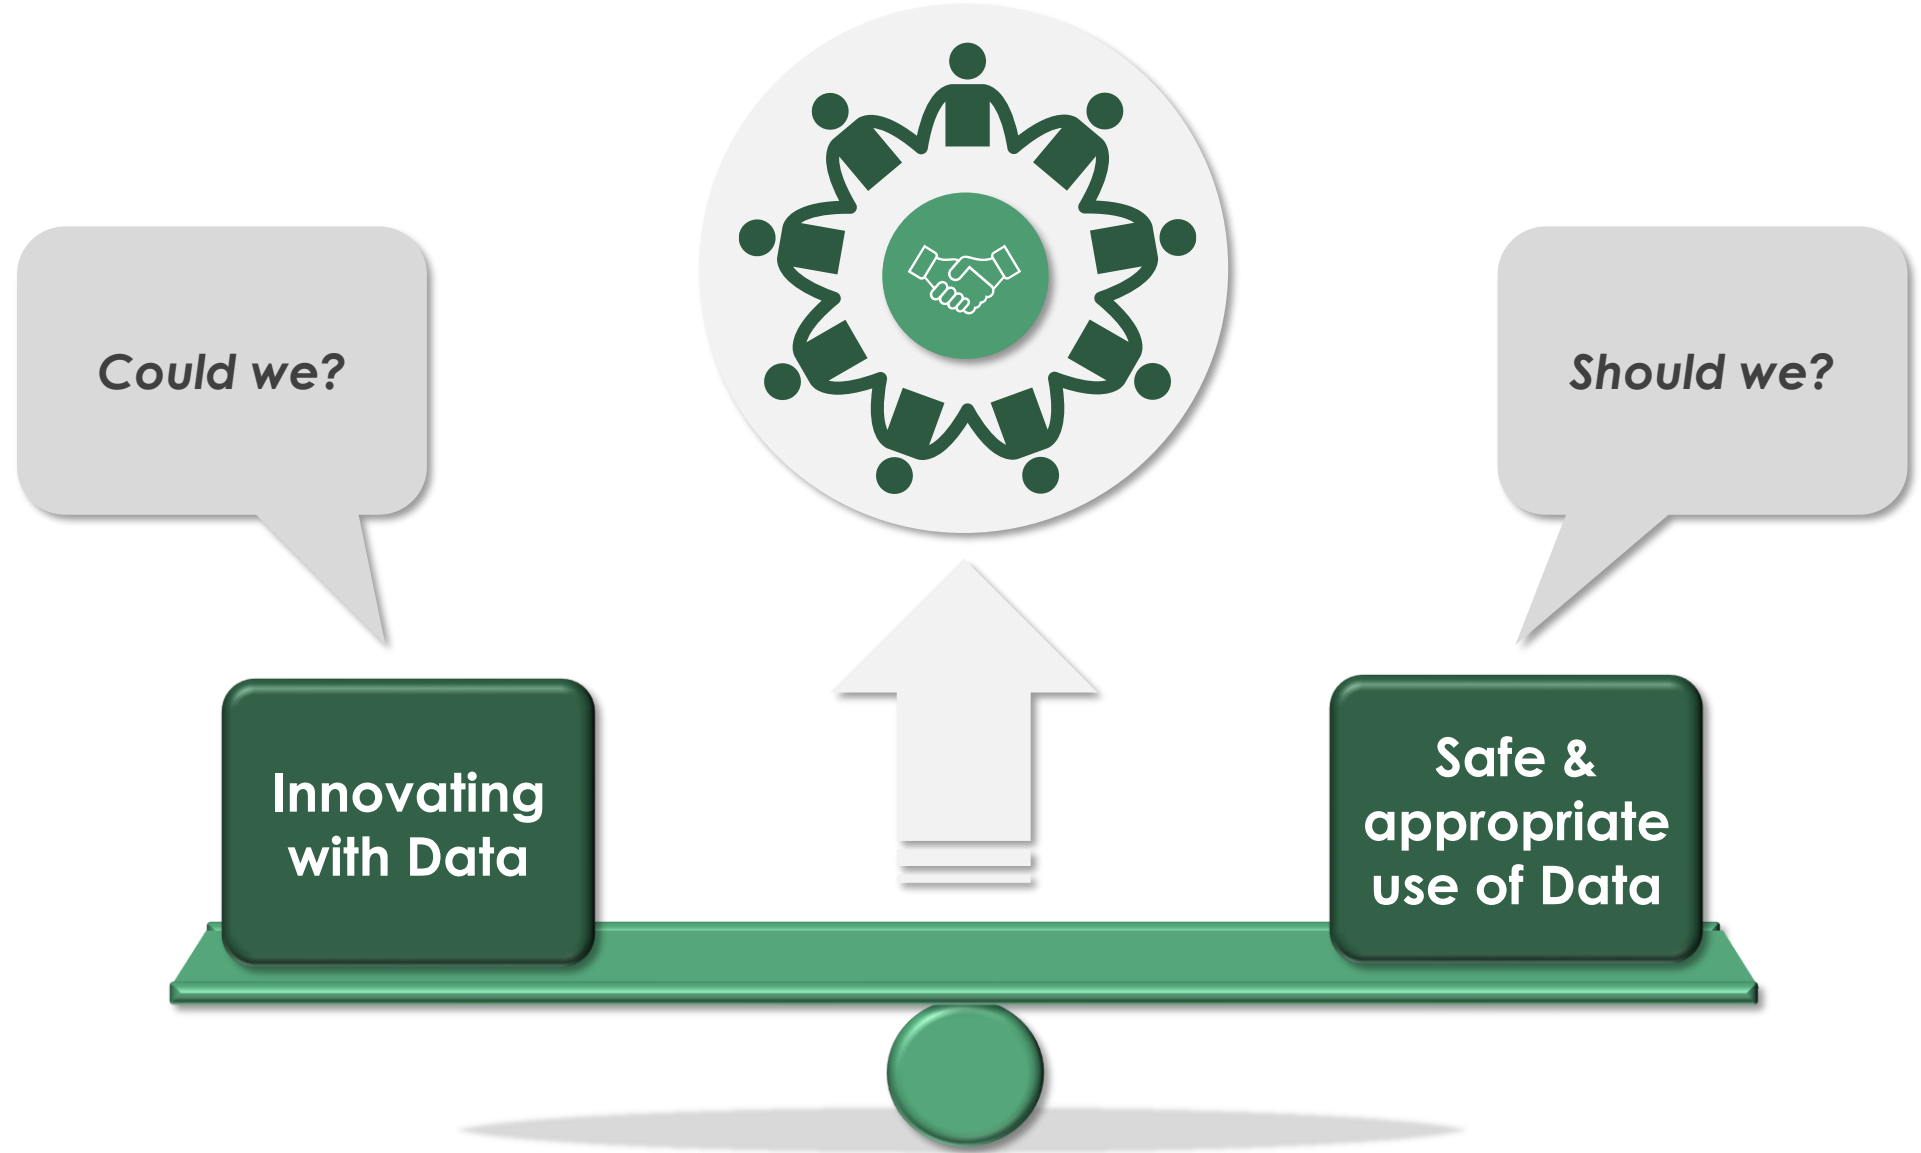 Could we?
Should we?
Innovating
with Data
Safe &
appropriate
use of Data